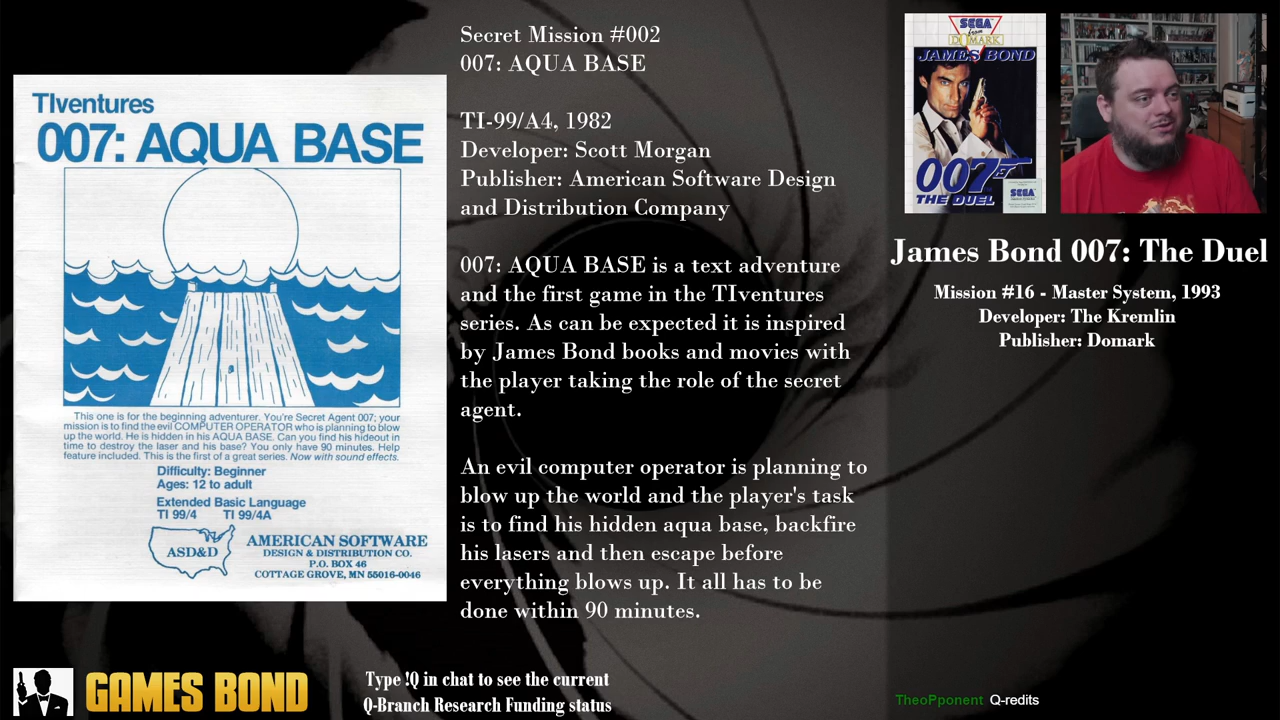 TIventures
007: AQUA BASE
This one is for the beginning adventurer. You're Secret Agent 007; your
mission is to find the evil COMPUTER OPERATOR who is planning to blow
up the world. He is hidden in his AQUA BASE. Can you find his hideout in
time to destroy the laser and his base? You only have 90 minutes. Help
feature included. This is the first of a great series. Now with sound effects.
Difficulty: Beginner
Ages: 12 to adult
Extended Basic Language
TI 99/4 TI 99/4A
ASD&D
AMERICAN SOFTWARE
DESIGN & DISTRIBUTION CO.
P.O. BOX 46
COTTAGE GROVE, MN 55016-0046
Secret Mission #002
007: AQUA BASE
TI-99/A4, 1982
Developer: Scott Morgan
Publisher: American Software Design
and Distribution Company
007: AQUA BASE is a text adventure
and the first game in the TIventures
series. As can be expected it is inspired
by James Bond books and movies with
the player taking the role of the secret
agent.
An evil computer operator is planning to
blow up the world and the player's task
is to find his hidden aqua base, backfire
his lasers and then escape before
everything blows up. It all has to be
done within 90 minutes.
SEGA
from
DOMARK
JAMES BOND
007
THE DUEL
SEGA
James Bond 007: The Duel
Mission #16 - Master System, 1993
Developer: The Kremlin
Publisher: Domark
GAMES BOND
Type !Q in chat to see the current
Q-Branch Research Funding status
TheoPponent Q-redits